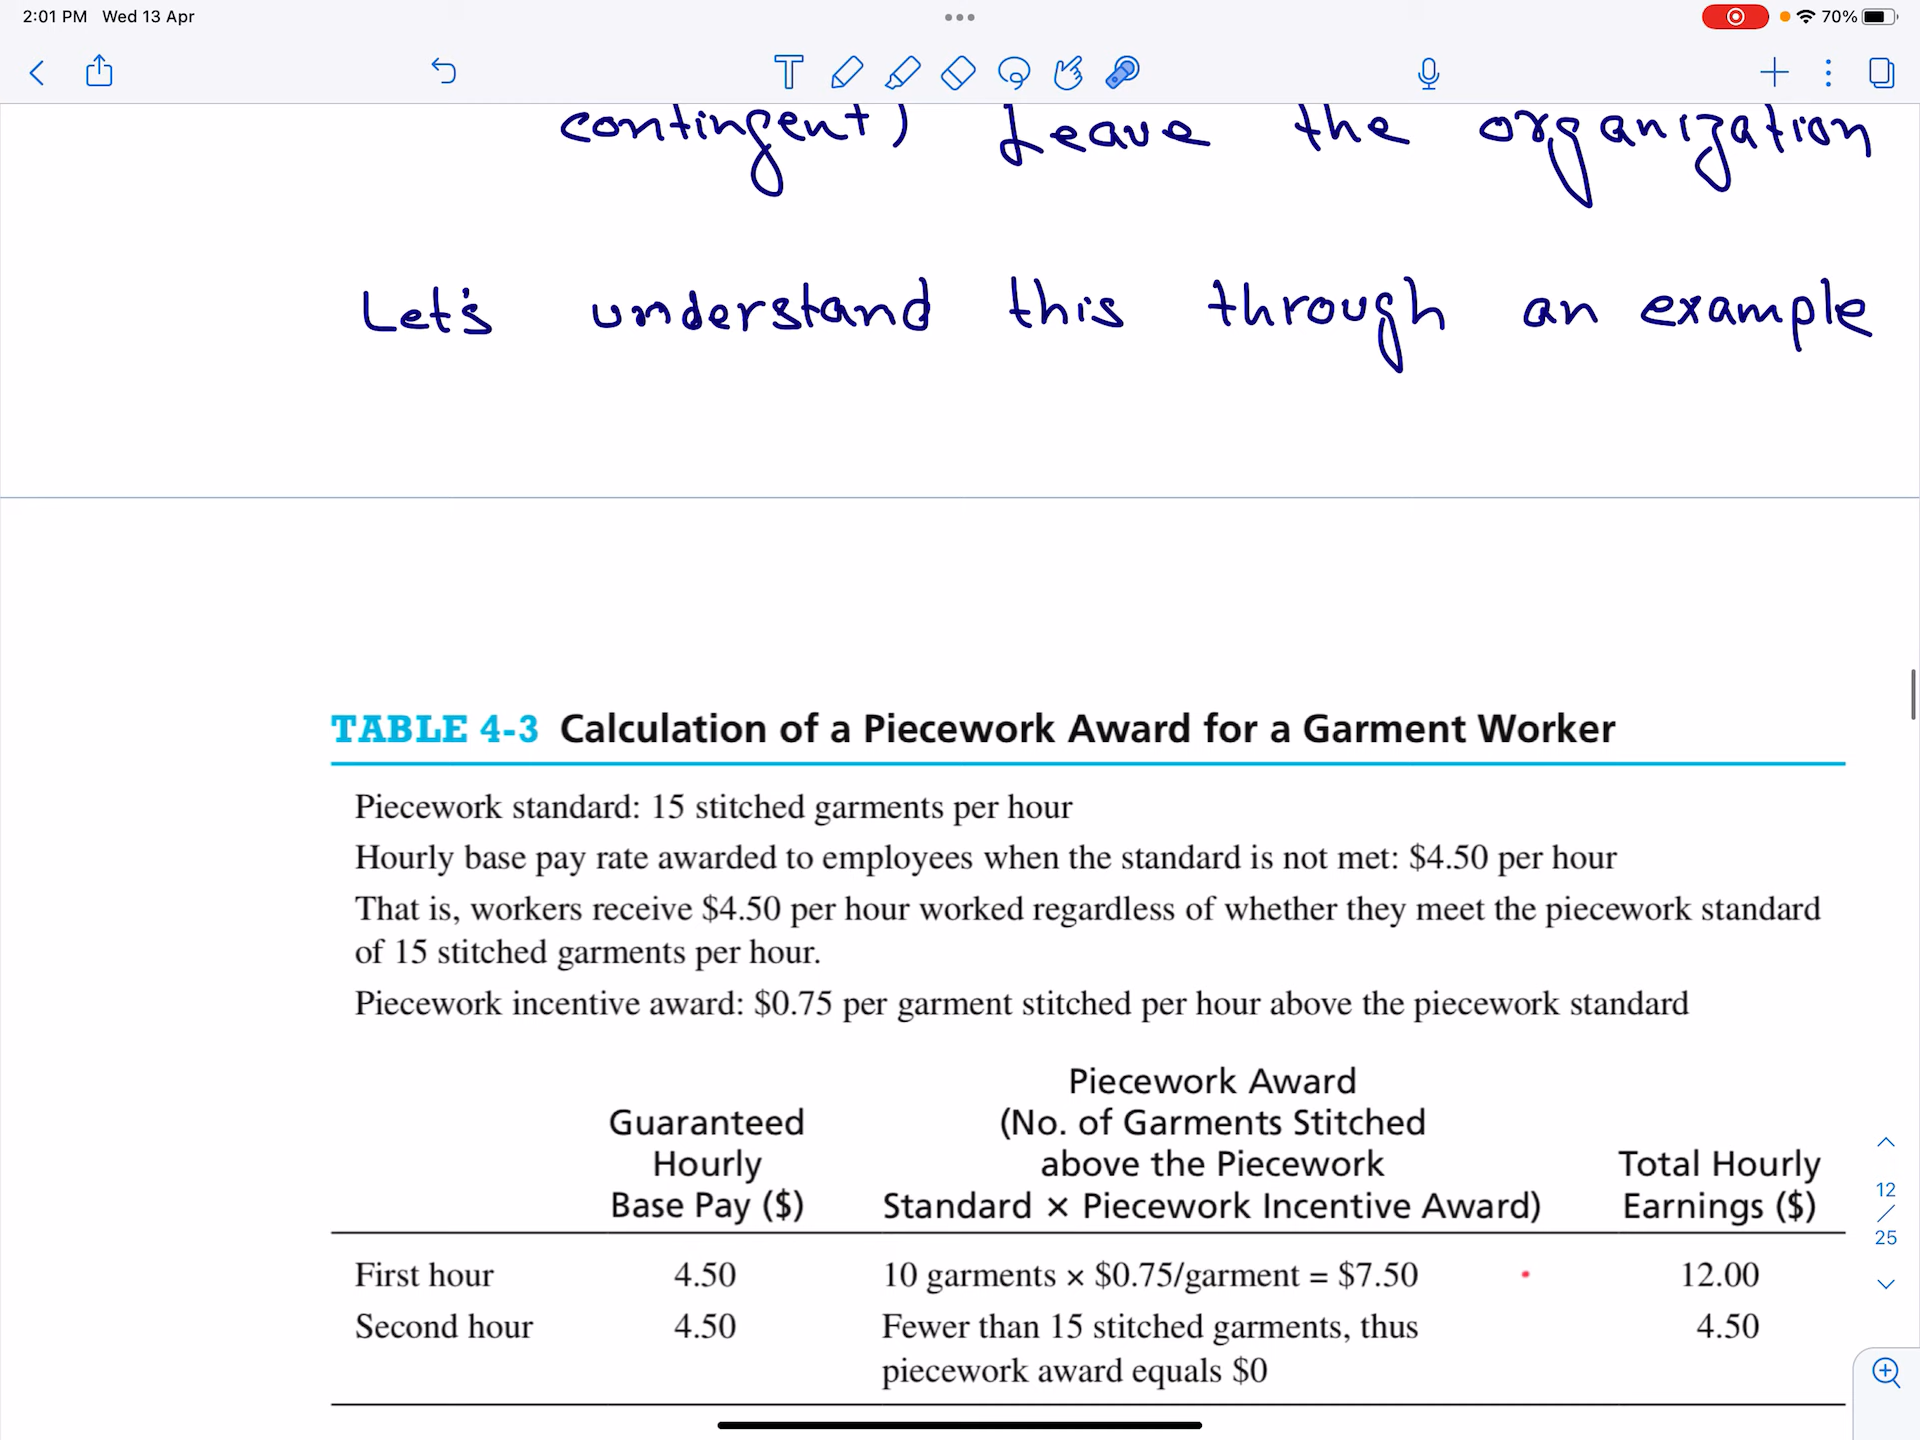 2:01 PM Wed 13 Apr
70%
contingent) Leave the organization
Let's understand this through an example
TABLE 4-3 Calculation of a Piecework Award for a Garment Worker
Piecework standard: 15 stitched garments per hour
Hourly base pay rate awarded to employees when the standard is not met: $4.50 per hour
That is, workers receive $4.50 per hour worked regardless of whether they meet the piecework standard
of 15 stitched garments per hour.
Piecework incentive award: $0.75 per garment stitched per hour above the piecework standard
Guaranteed
Hourly
Base Pay ($)
Piecework Award
(No. of Garments Stitched
above the Piecework
Standard × Piecework Incentive Award)
Total Hourly
Earnings ($)
First hour 4.50 10 garments × $0.75/garment = $7.50 12.00
Second hour 4.50 Fewer than 15 stitched garments, thus 4.50
piecework award equals $0
12
/
25